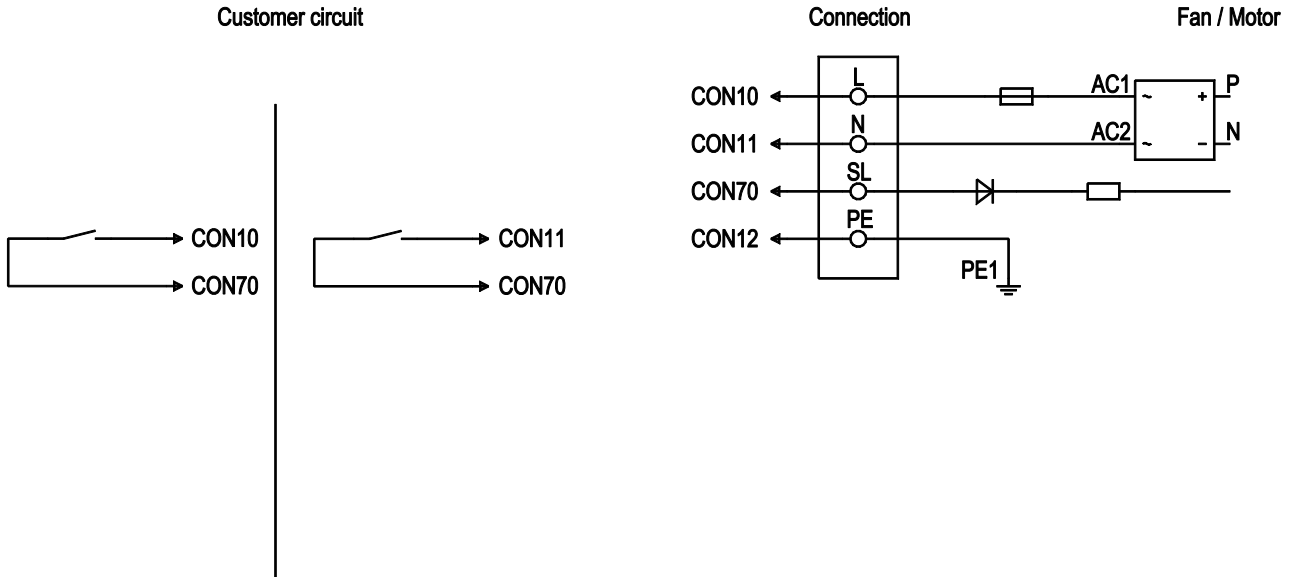 Customer circuit
Connection
Fan / Motor
L
CON10
AC1
~
+
P
N
CON11
AC2
~
–
N
SL
CON70
PE
CON12
PE1
CON10
CON70
CON11
CON70